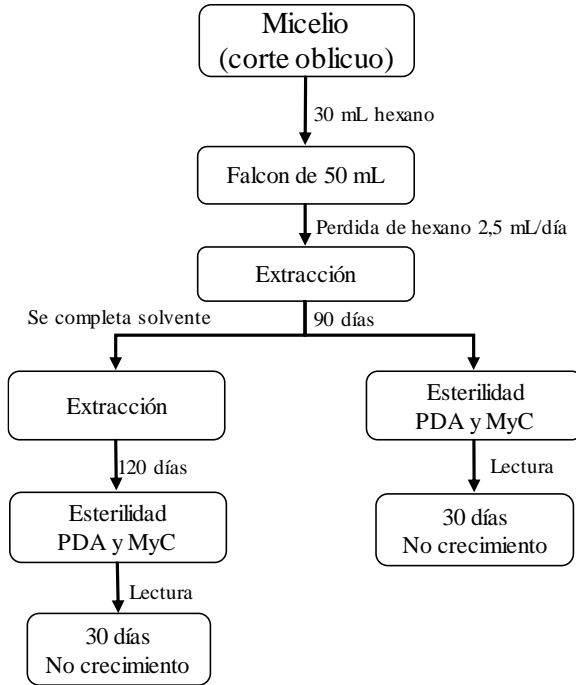 Micelio
(corte oblicuo)
30 mL hexano
Falcon de 50 mL
Perdida de hexano 2,5 mL/día
Extracción
Se completa solvente
90 días
Extracción
Esterilidad
PDA y MyC
120 días
Lectura
Esterilidad
PDA y MyC
30 días
No crecimiento
Lectura
30 días
No crecimiento